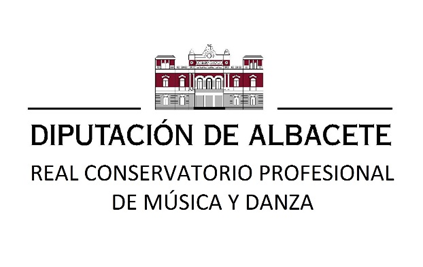 DIPUTACIÓN DE ALBACETE
REAL CONSERVATORIO PROFESIONAL
DE MÚSICA Y DANZA